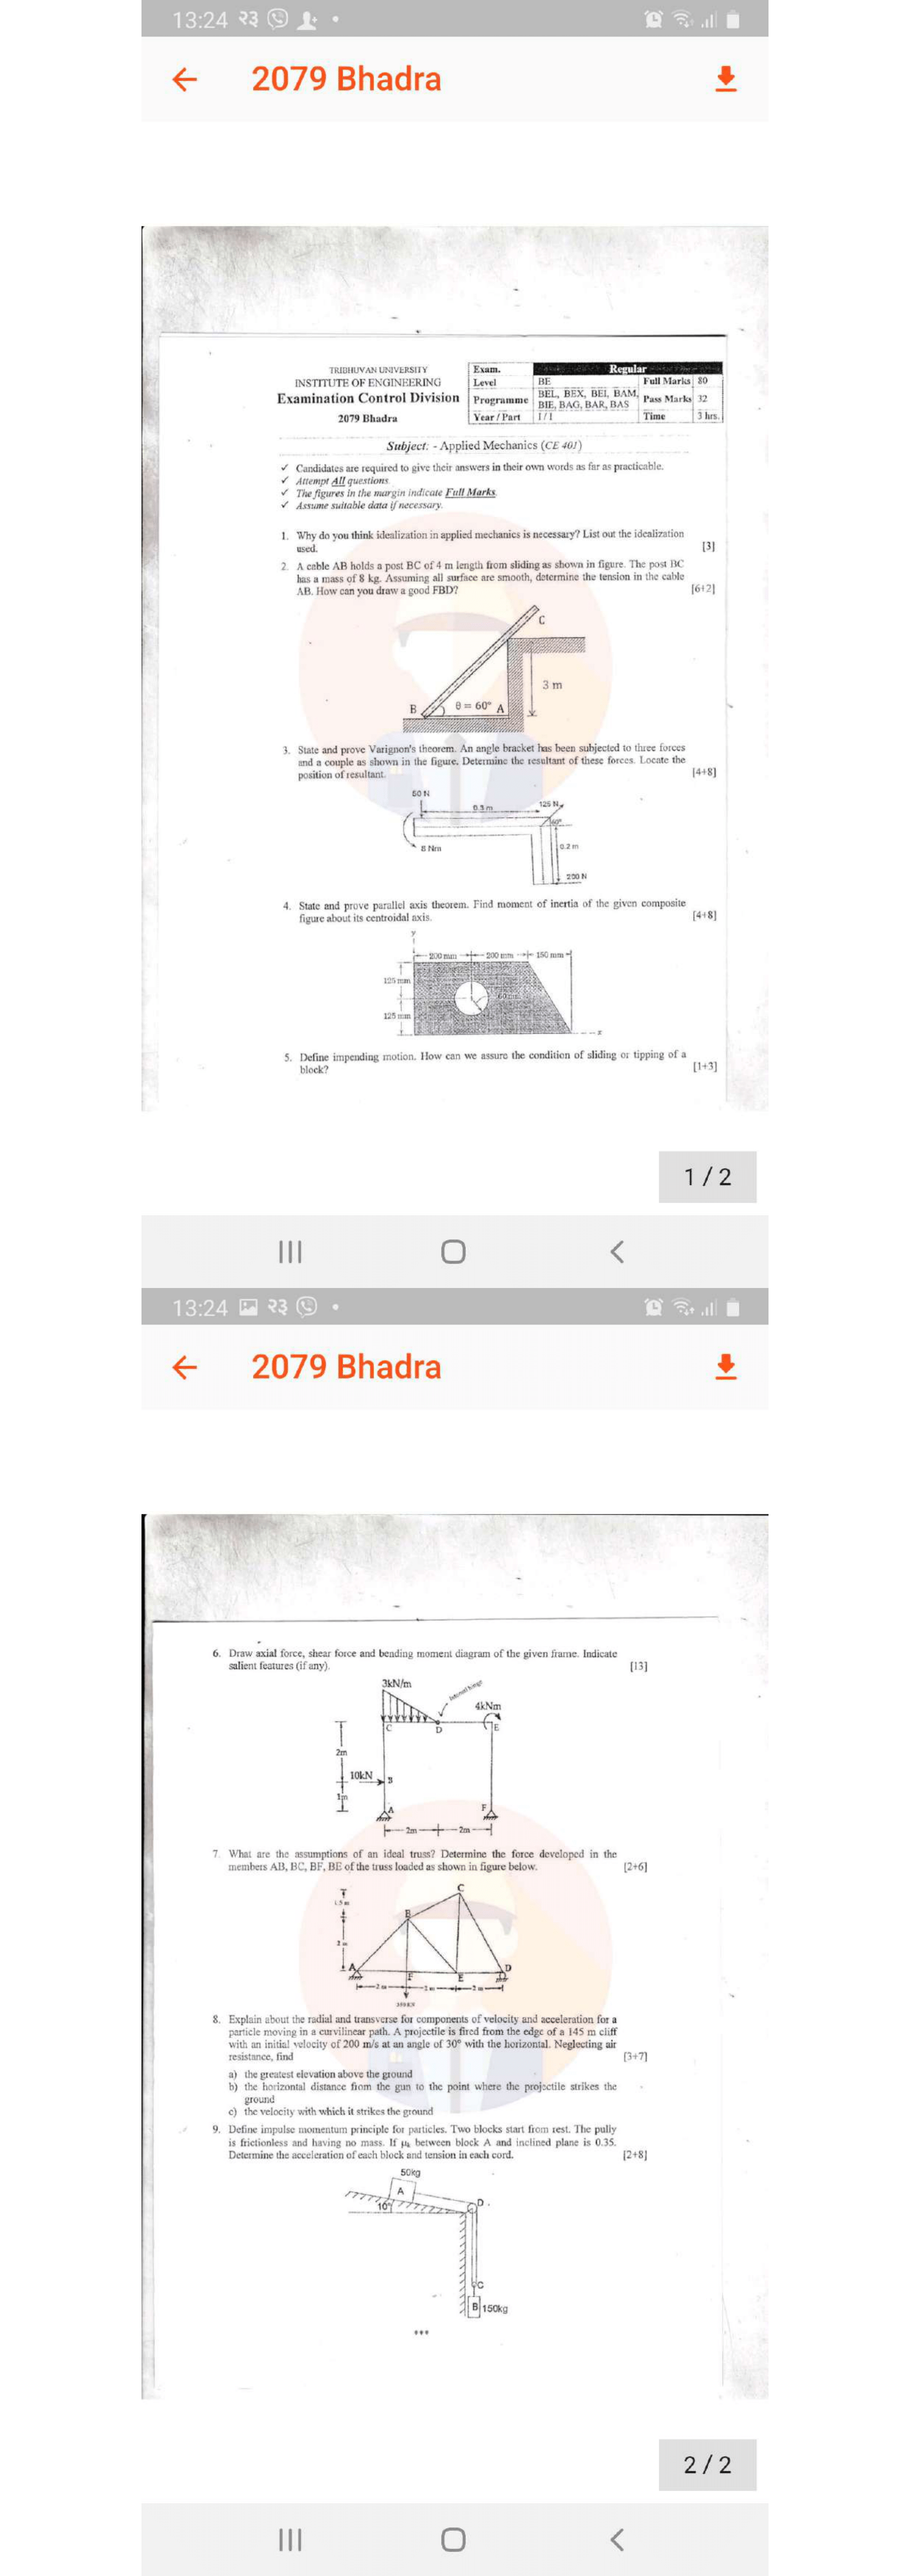 13:24 २३
2079 Bhadra
TRIBHUVAN UNIVERSITY
INSTITUTE OF ENGINEERING
Examination Control Division
2079 Bhadra
Exam. Regular
Level BE Full Marks 80
Programme BEL, BEX, BEI, BAM, BIE, BAG, BAR, BAS Pass Marks 32
Year / Part I / I Time 3 hrs.
Subject: - Applied Mechanics (CE 401)
✓ Candidates are required to give their answers in their own words as far as practicable.
✓ Attempt All questions.
✓ The figures in the margin indicate Full Marks.
✓ Assume suitable data if necessary.
1. Why do you think idealization in applied mechanics is necessary? List out the idealization
used. [3]
2. A cable AB holds a post BC of 4 m length from sliding as shown in figure. The post BC
has a mass of 8 kg. Assuming all surface are smooth, determine the tension in the cable
AB. How can you draw a good FBD? [6+2]
C
3 m
B θ = 60° A
3. State and prove Varignon's theorem. An angle bracket has been subjected to three forces
and a couple as shown in the figure. Determine the resultant of these forces. Locate the
position of resultant. [4+8]
50 N
0.3 m 125 N
60°
8 Nm 0.2 m
200 N
4. State and prove parallel axis theorem. Find moment of inertia of the given composite
figure about its centroidal axis. [4+8]
y
200 mm 200 mm 150 mm
125 mm
125 mm
x
5. Define impending motion. How can we assure the condition of sliding or tipping of a
block? [1+3]
1 / 2
13:24 २३
2079 Bhadra
6. Draw axial force, shear force and bending moment diagram of the given frame. Indicate
salient features (if any). [13]
3kN/m
Internal hinge
4kNm
C D E
2m
10kN B
1m
A F
2m 2m
7. What are the assumptions of an ideal truss? Determine the force developed in the
members AB, BC, BF, BE of the truss loaded as shown in figure below. [2+6]
C
1.5 m
B
2 m
A F E D
2 m 2 m 2 m
8. Explain about the radial and transverse for components of velocity and acceleration for a
particle moving in a curvilinear path. A projectile is fired from the edge of a 145 m cliff
with an initial velocity of 200 m/s at an angle of 30° with the horizontal. Neglecting air
resistance, find [3+7]
a) the greatest elevation above the ground
b) the horizontal distance from the gun to the point where the projectile strikes the
ground
c) the velocity with which it strikes the ground
9. Define impulse momentum principle for particles. Two blocks start from rest. The pully
is frictionless and having no mass. If μk between block A and inclined plane is 0.35.
Determine the acceleration of each block and tension in each cord. [2+8]
50kg
A
10° D
C
B 150kg
***
2 / 2